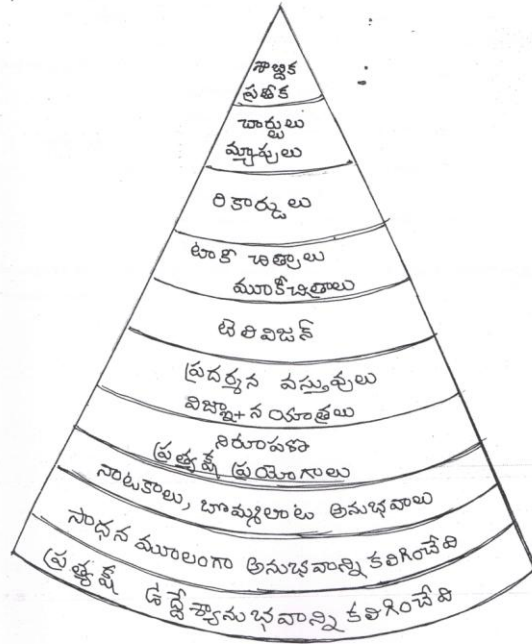 శాబ్దిక
ప్రతీక
చార్టులు
మ్యాపులు
రికార్డులు
టాకీ చిత్రాలు
మూకీచిత్రాలు
టెలివిజన్
ప్రదర్శన వస్తువులు
విజ్ఞాన యాత్రలు
నిరూపణ
ప్రత్యక్ష ప్రయోగాలు
నాటకాలు, బొమ్మలాట అనుభవాలు
సాధన మూలంగా అనుభవాన్ని కలిగించేవి
ప్రత్యక్ష ఉద్దేశ్యానుభవాన్ని కలిగించేవి